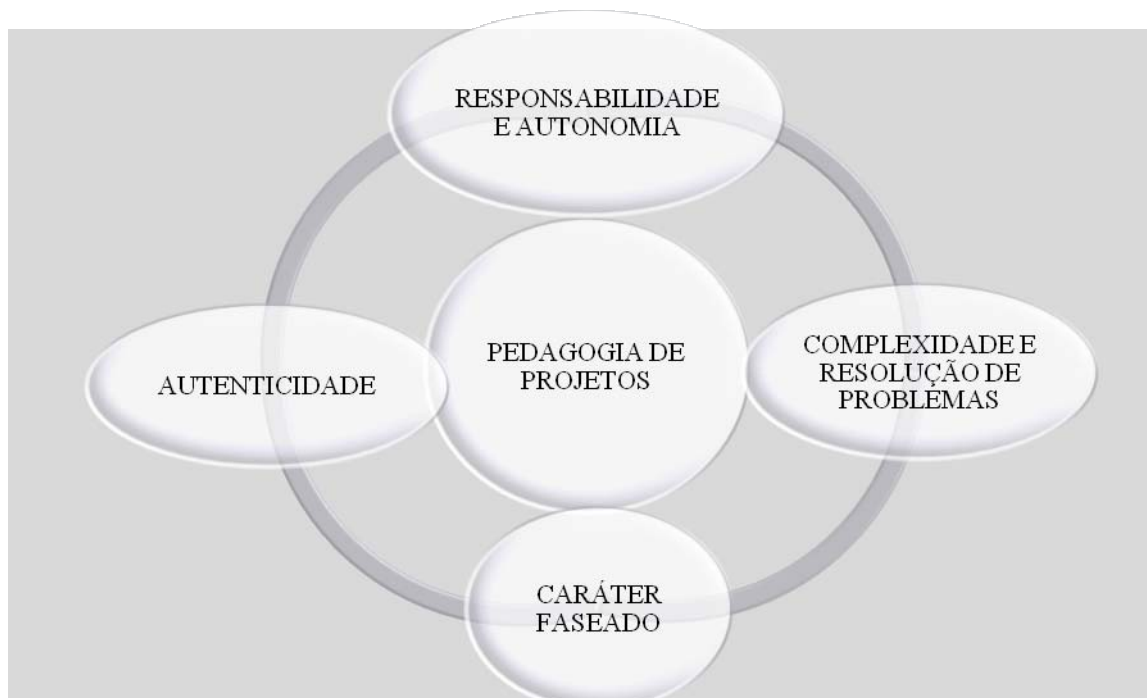 RESPONSABILIDADE
E AUTONOMIA
PEDAGOGIA DE
PROJETOS
COMPLEXIDADE E
RESOLUÇÃO DE
PROBLEMAS
AUTENTICIDADE
CARÁTER
FASEADO